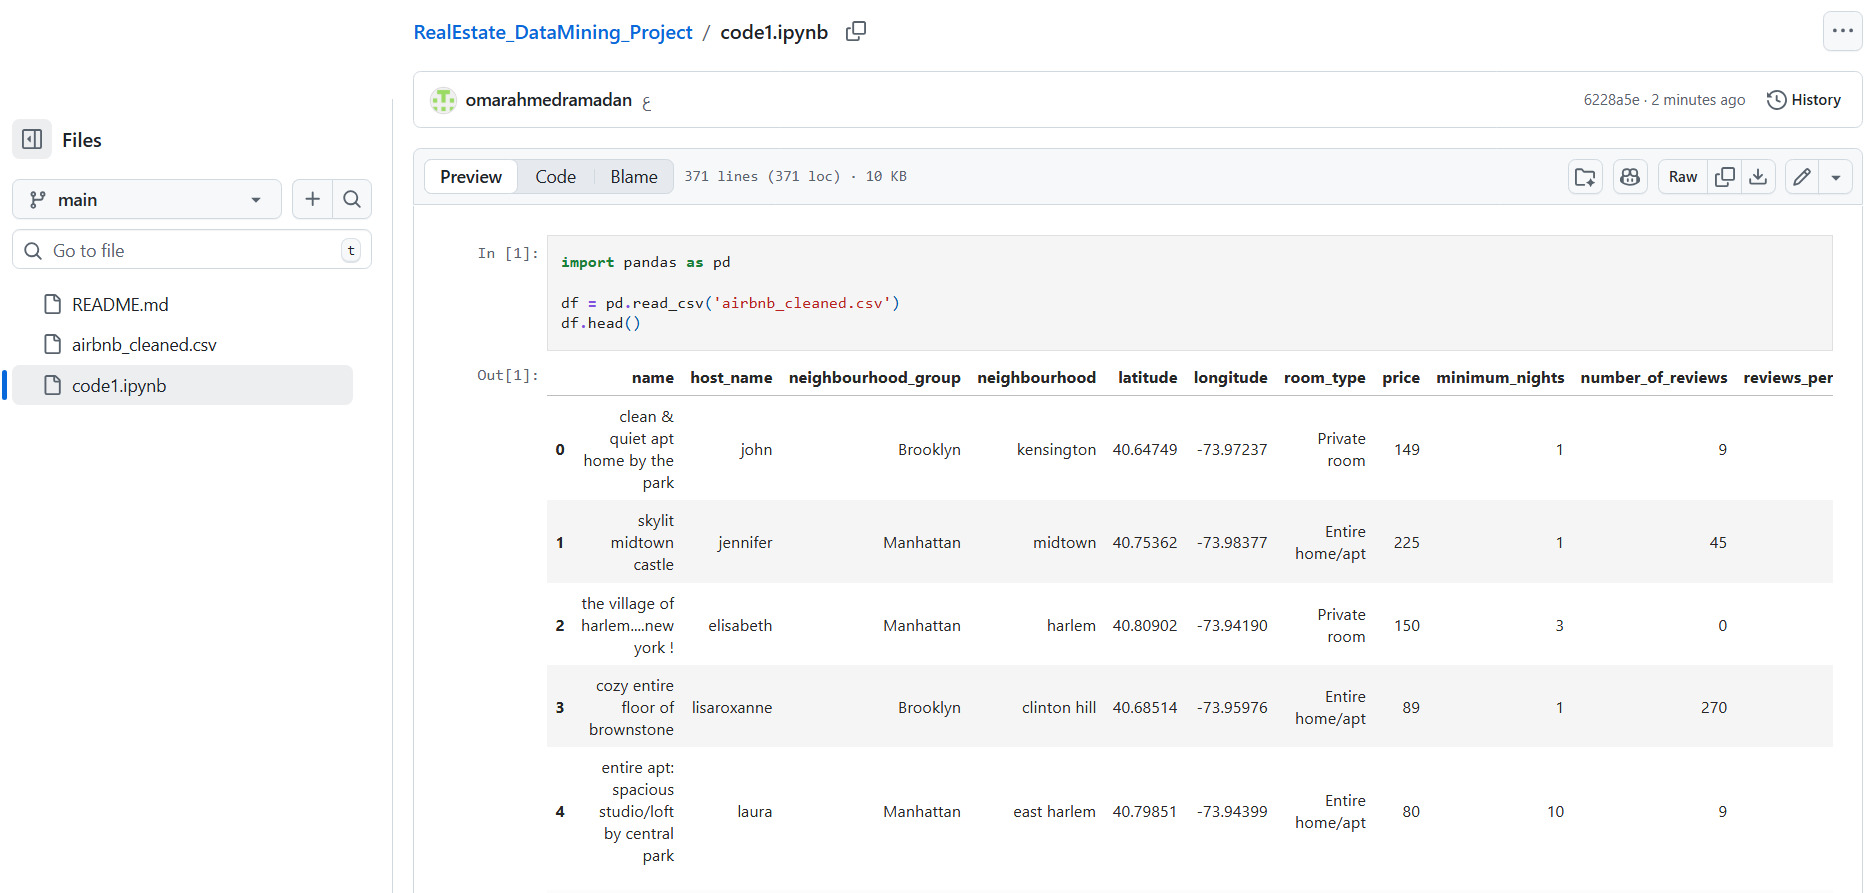 RealEstate_DataMining_Project / code1.ipynb
omarahmedramadan ع
6228a5e · 2 minutes ago History
Files
main
Go to file t
README.md
airbnb_cleaned.csv
code1.ipynb
Preview Code Blame 371 lines (371 loc) · 10 KB
Raw
In [1]:
import pandas as pd
df = pd.read_csv('airbnb_cleaned.csv')
df.head()
Out[1]:
name host_name neighbourhood_group neighbourhood latitude longitude room_type price minimum_nights number_of_reviews reviews_per
0 clean & quiet apt home by the park john Brooklyn kensington 40.64749 -73.97237 Private room 149 1 9
1 skylit midtown castle jennifer Manhattan midtown 40.75362 -73.98377 Entire home/apt 225 1 45
2 the village of harlem....new york ! elisabeth Manhattan harlem 40.80902 -73.94190 Private room 150 3 0
3 cozy entire floor of brownstone lisaroxanne Brooklyn clinton hill 40.68514 -73.95976 Entire home/apt 89 1 270
4 entire apt: spacious studio/loft by central park laura Manhattan east harlem 40.79851 -73.94399 Entire home/apt 80 10 9